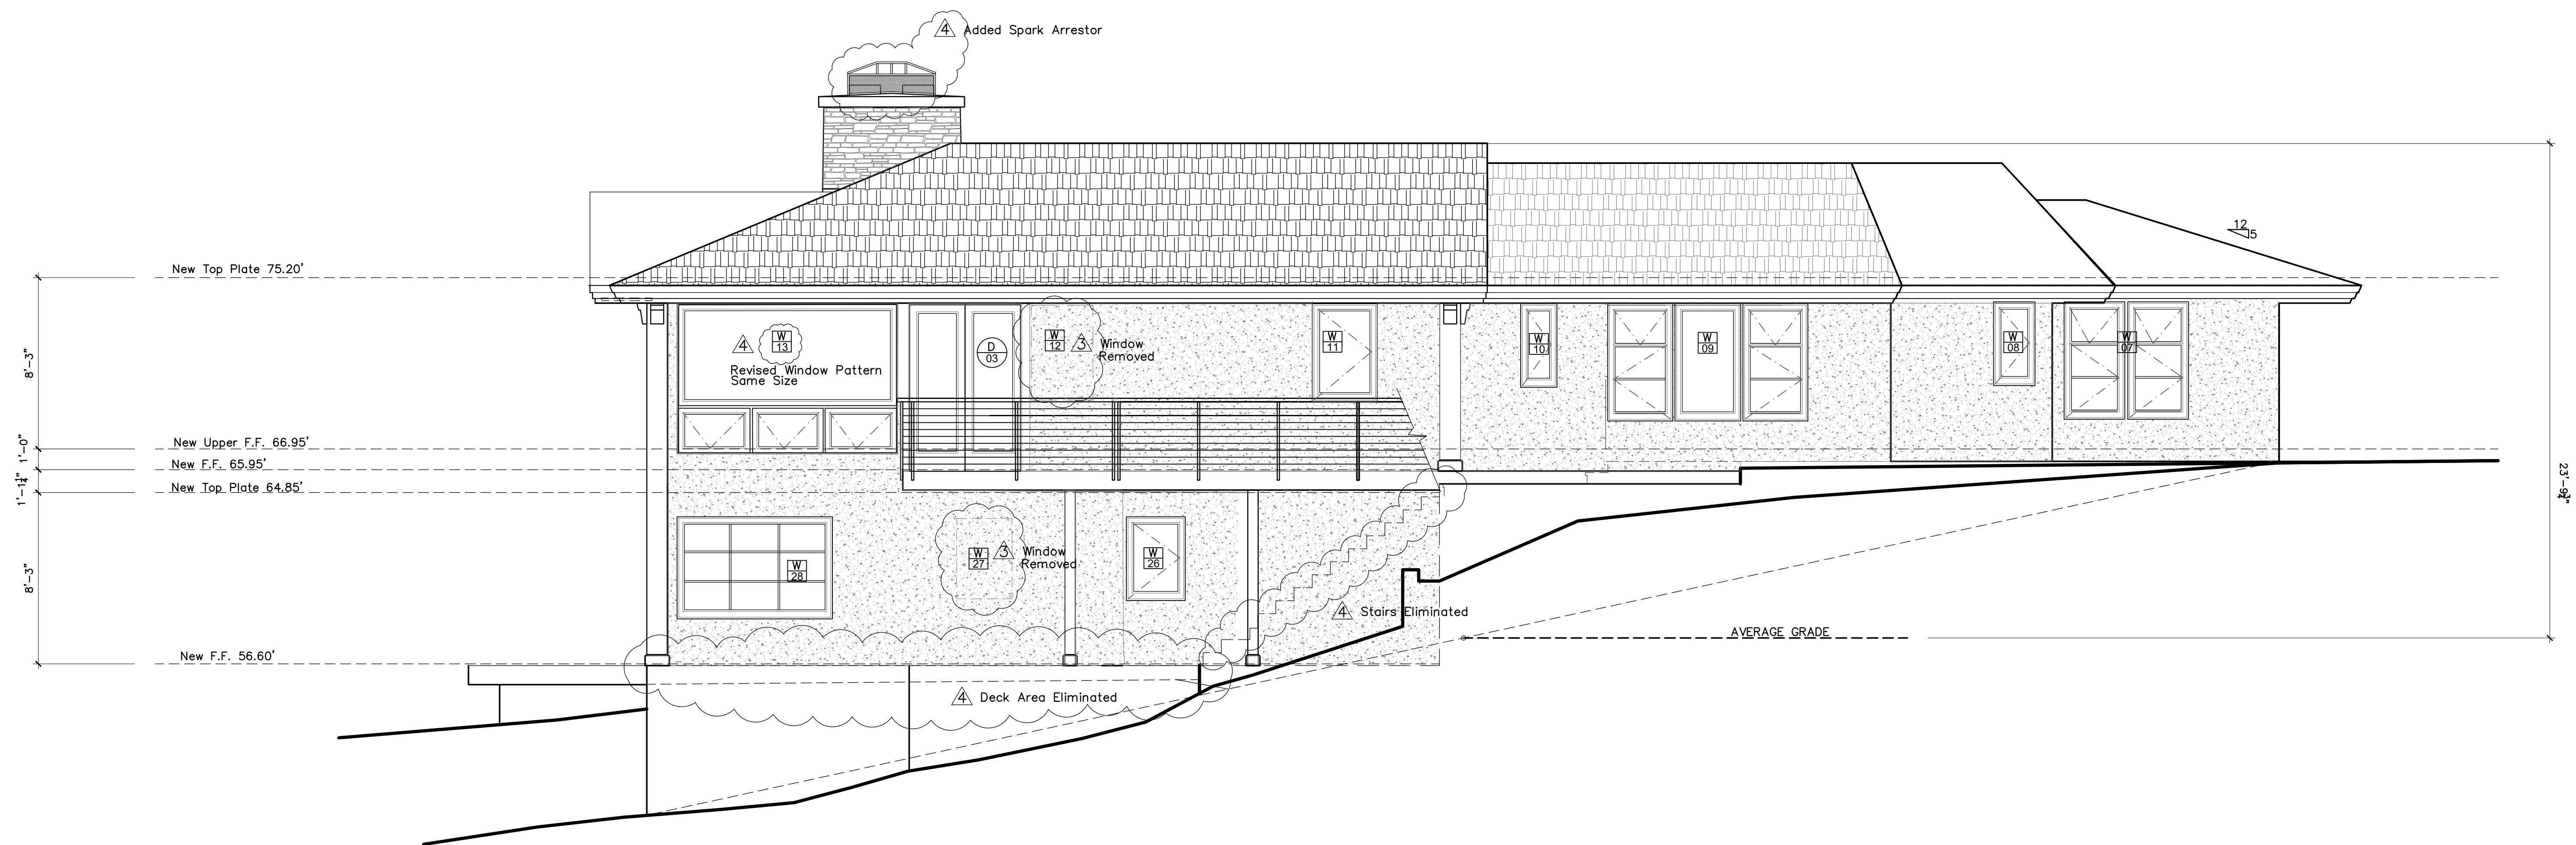 4 Added Spark Arrestor
12
5
New Top Plate 75.20'
8'-3"
W
13
4
Revised Window Pattern
Same Size
D
03
W
12
3 Window
Removed
W
11
W
10
W
09
W
08
W
07
New Upper F.F. 66.95'
1'-0"
New F.F. 65.95'
1'-1¼"
New Top Plate 64.85'
8'-3"
W
28
W
27
3 Window
Removed
W
26
4 Stairs Eliminated
AVERAGE GRADE
New F.F. 56.60'
4 Deck Area Eliminated